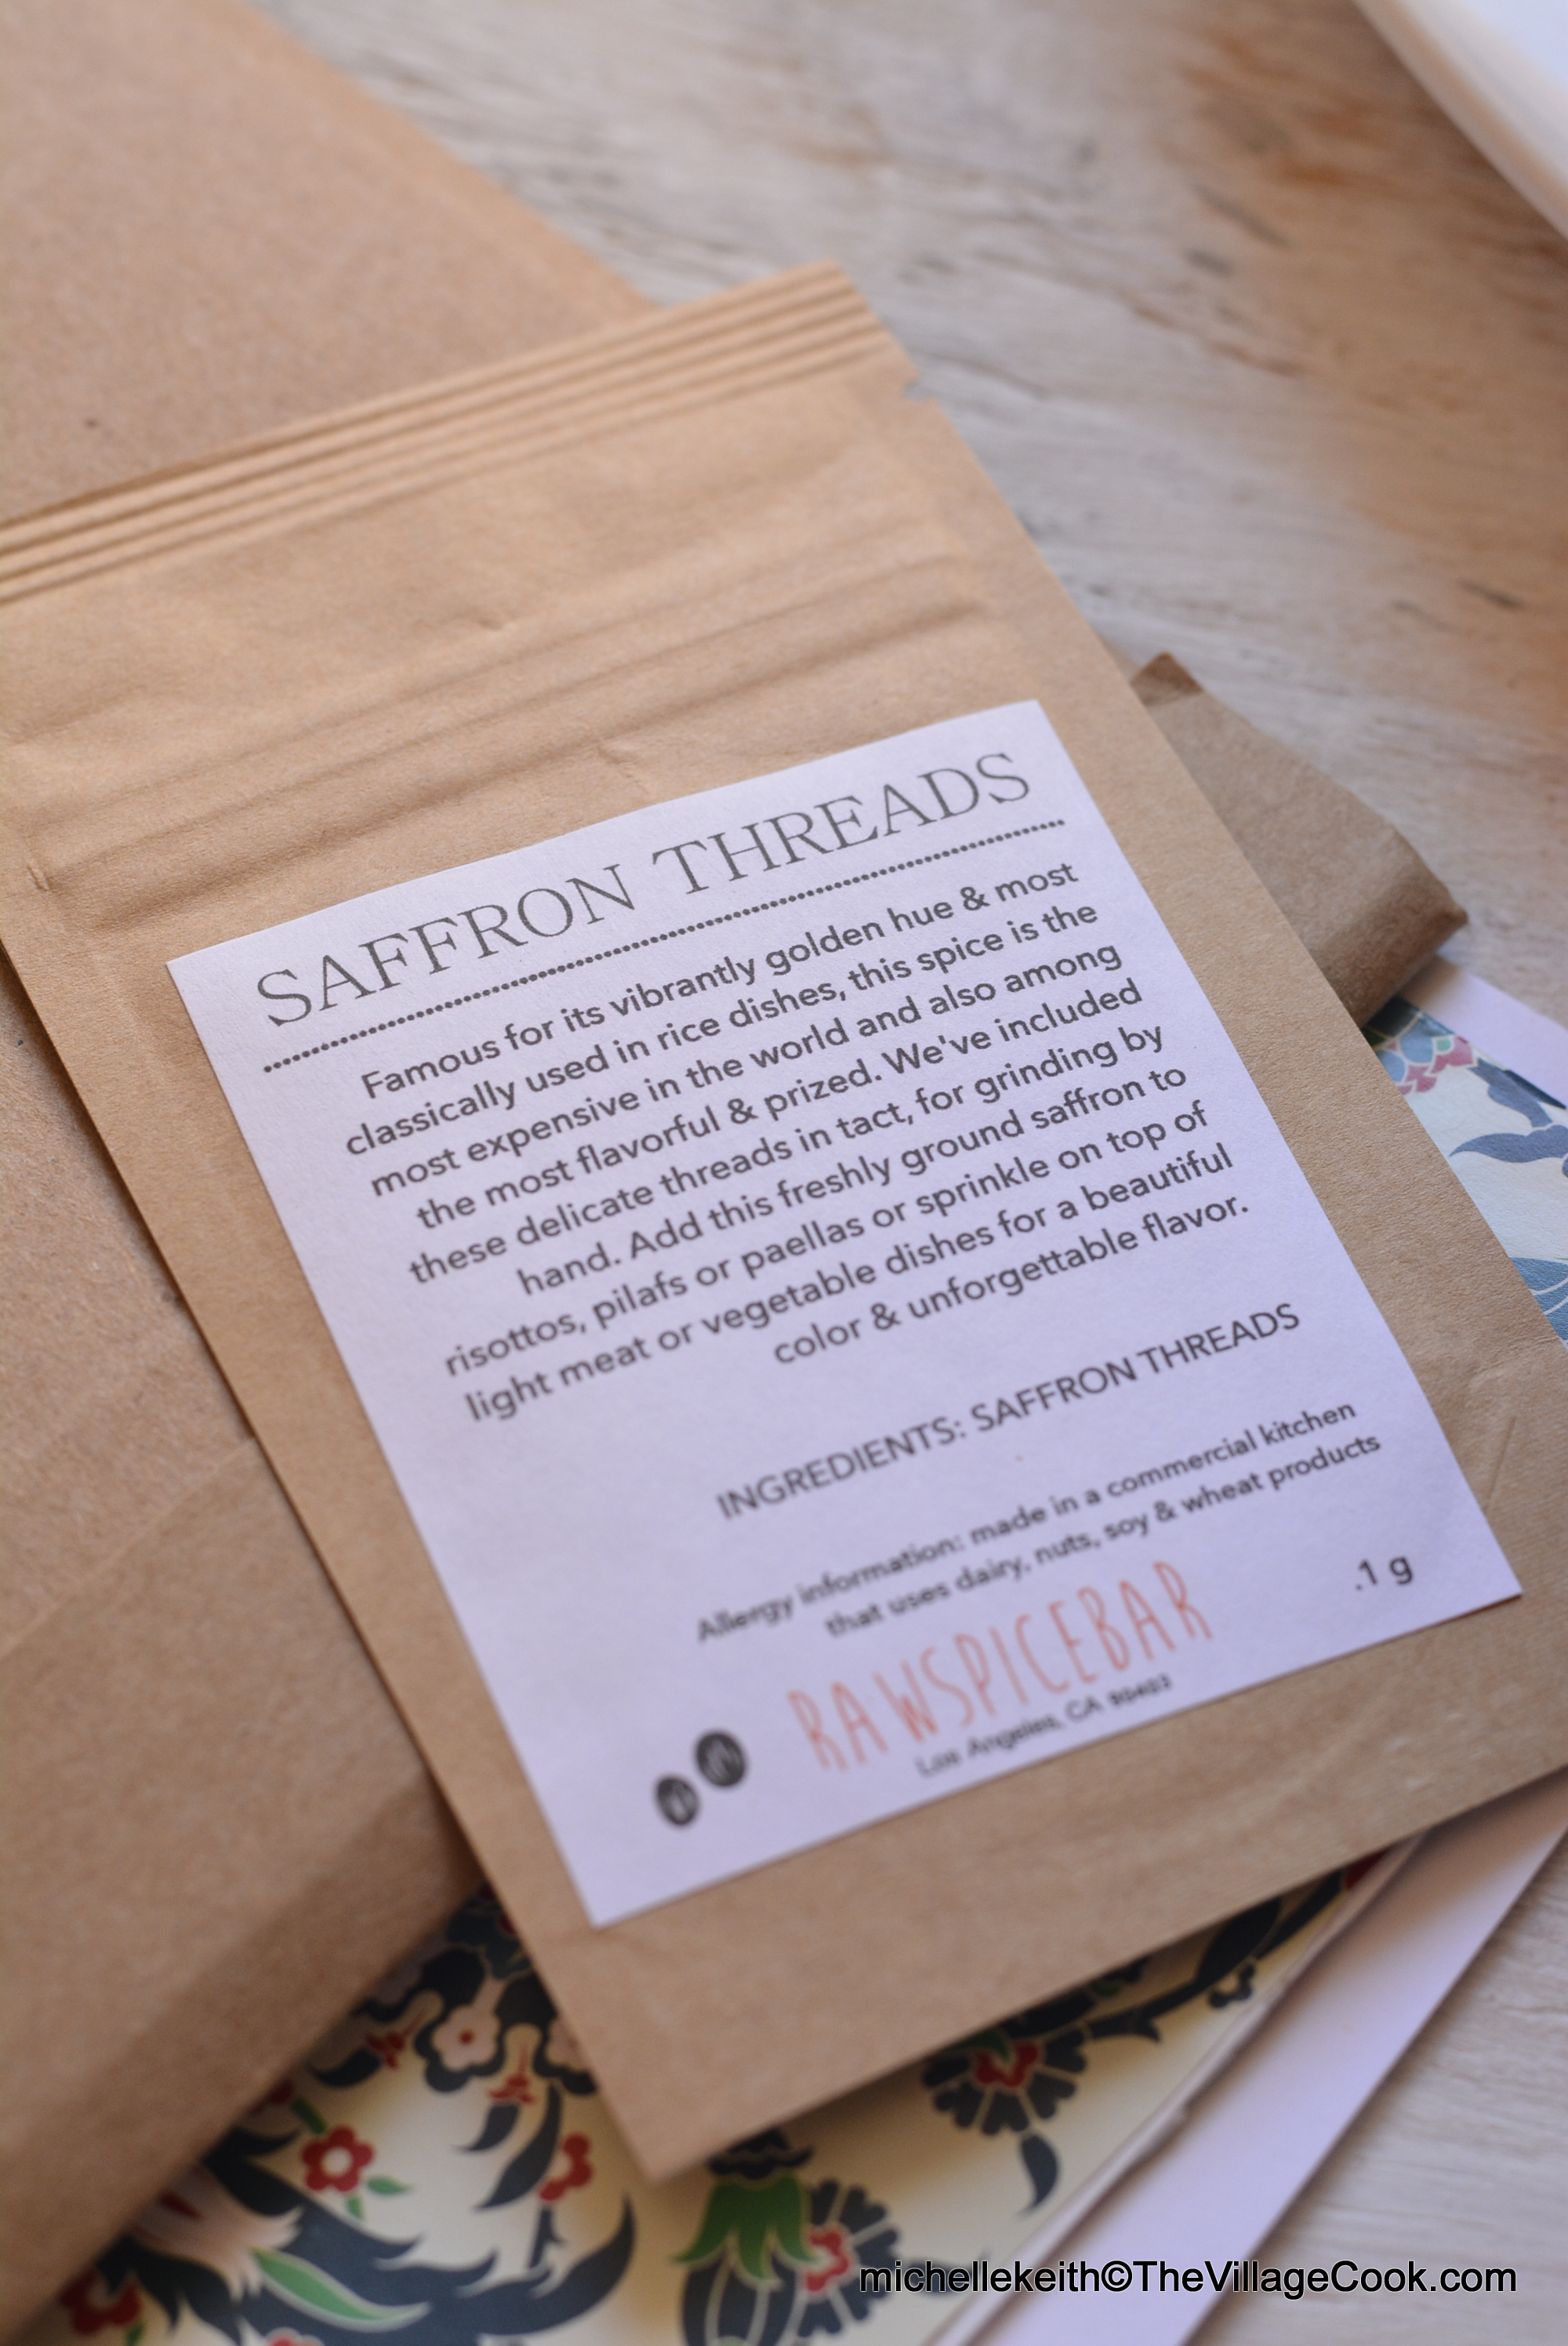 SAFFRON THREADS
Famous for its vibrantly golden hue & most
classically used in rice dishes, this spice is the
most expensive in the world and also among
the most flavorful & prized. We've included
these delicate threads in tact, for grinding by
hand. Add this freshly ground saffron to
risottos, pilafs or paellas or sprinkle on top of
light meat or vegetable dishes for a beautiful
color & unforgettable flavor.
INGREDIENTS: SAFFRON THREADS
Allergy information: made in a commercial kitchen
that uses dairy, nuts, soy & wheat products
.1 g
RAWSPICEBAR
Los Angeles, CA
michellekeith©TheVillageCook.com